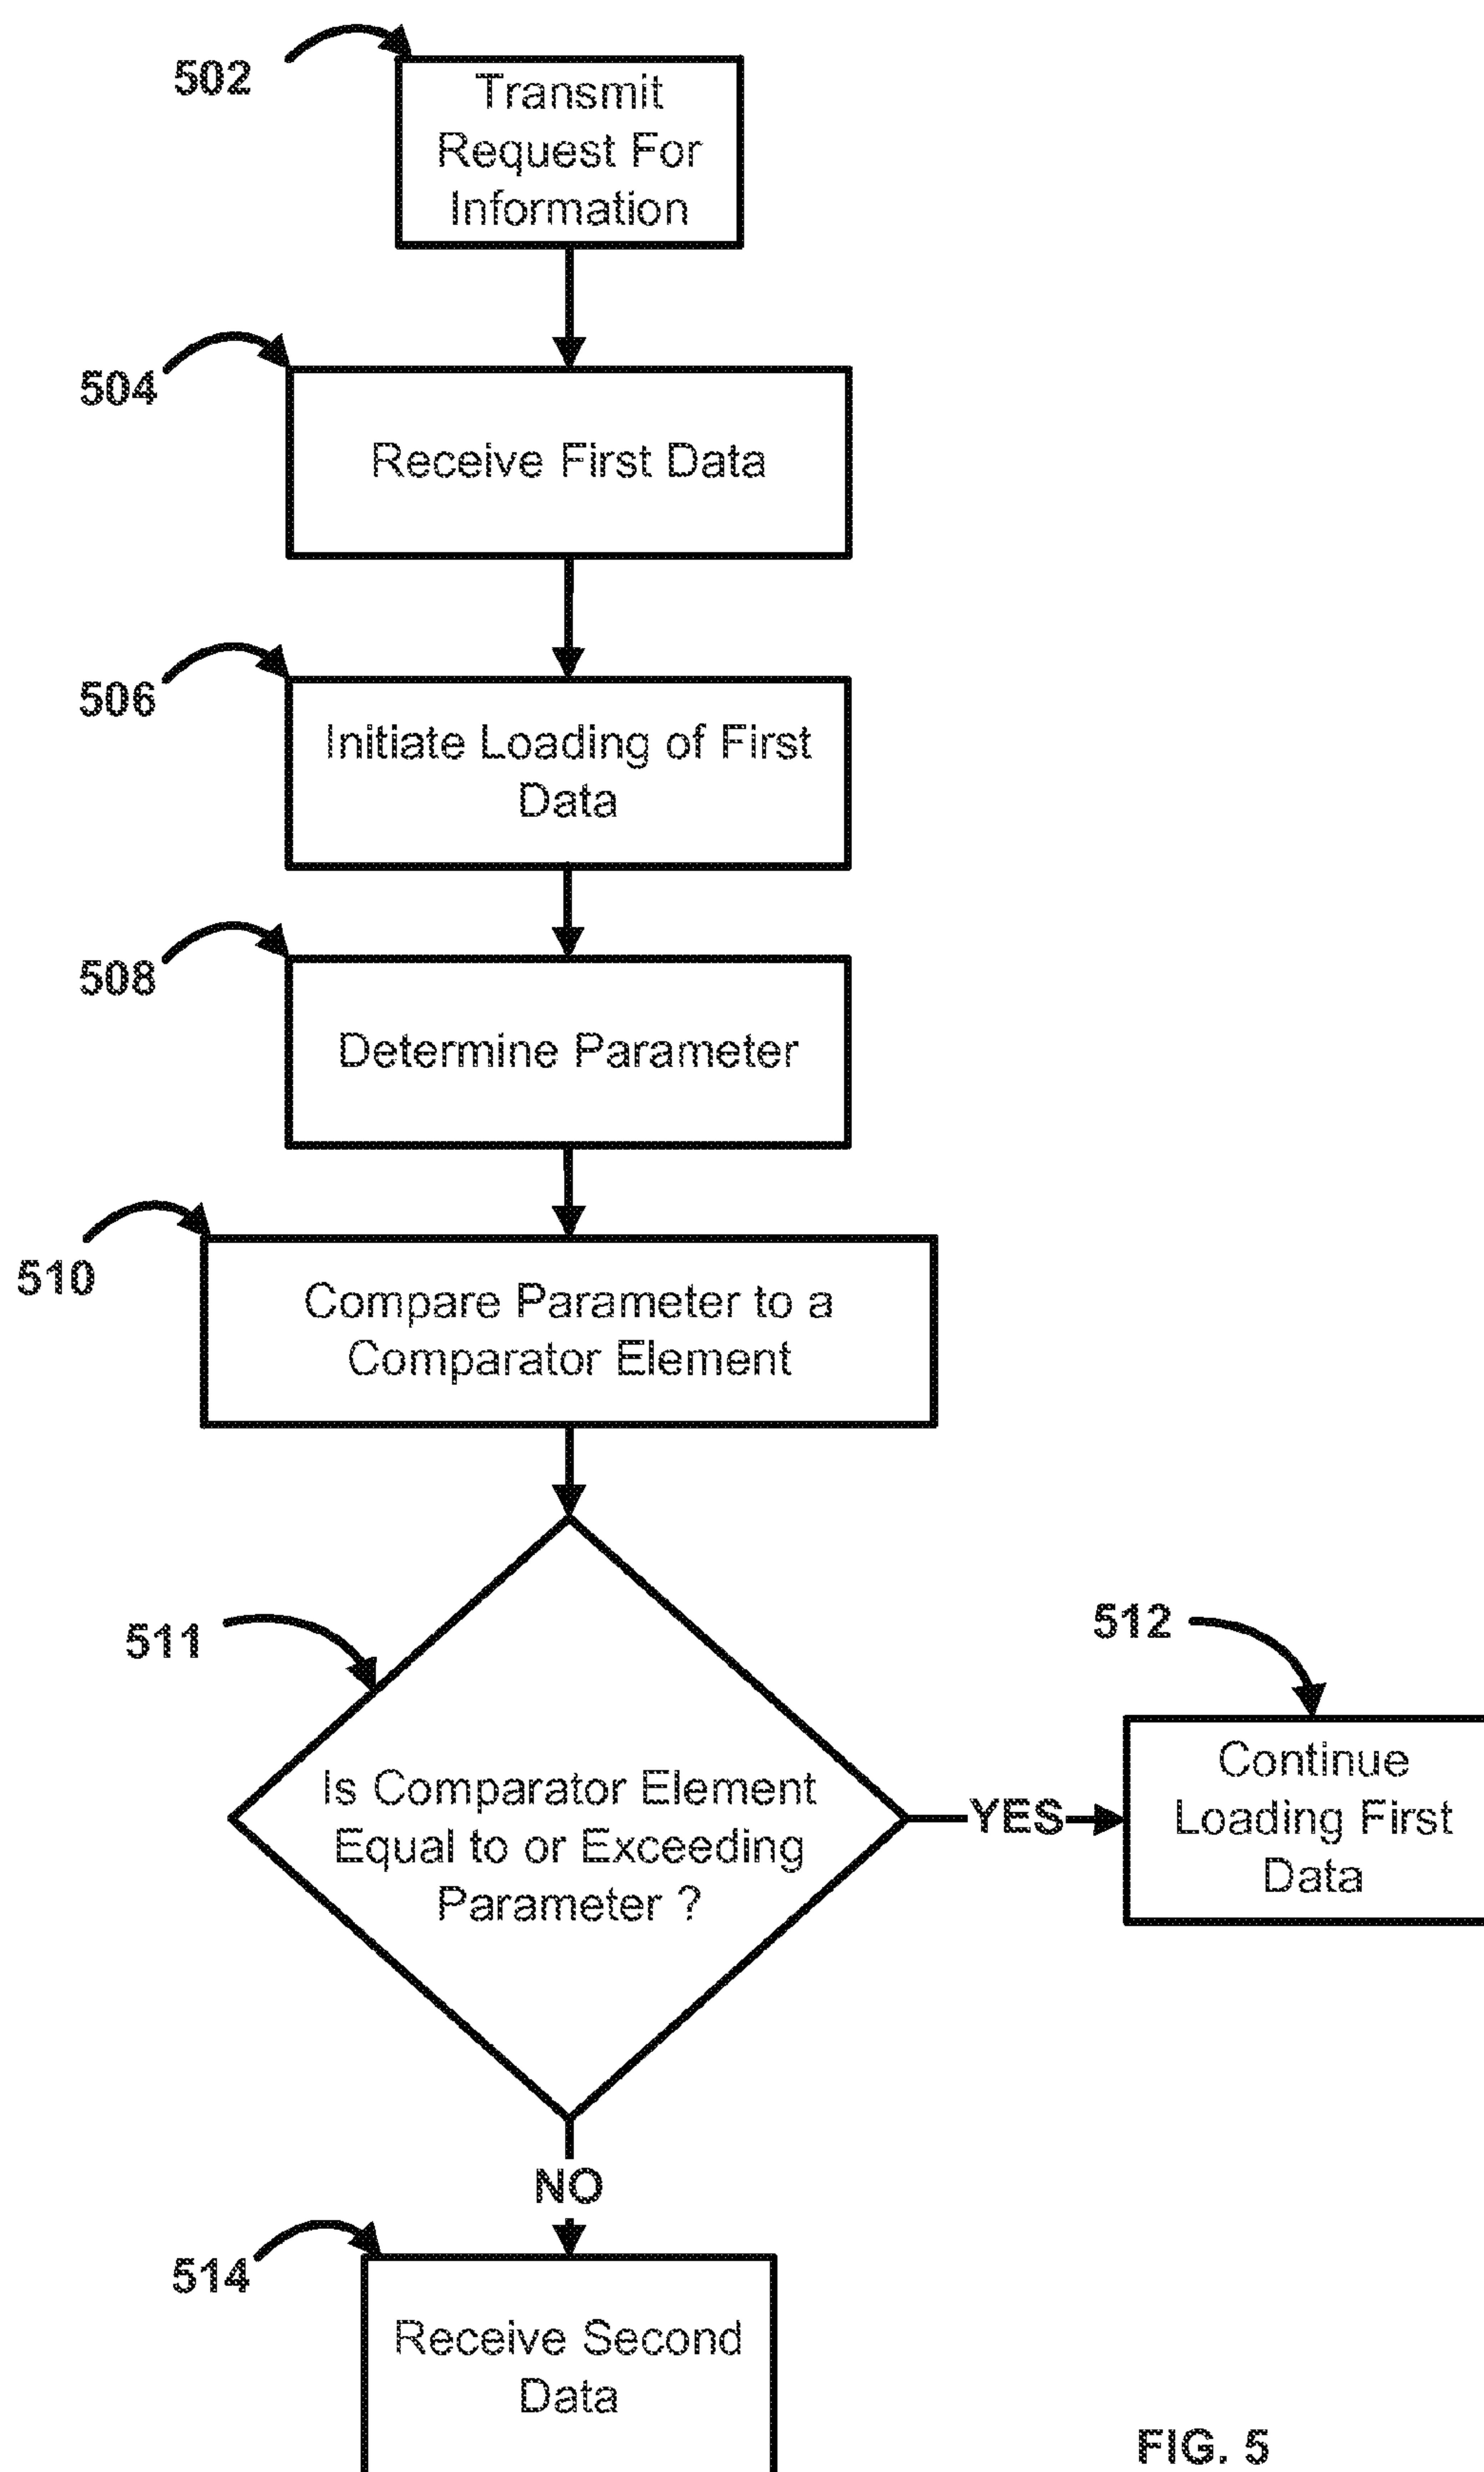 502
Transmit
Request For
Information
504
Receive First Data
506
Initiate Loading of First
Data
508
Determine Parameter
510
Compare Parameter to a
Comparator Element
511
Is Comparator Element
Equal to or Exceeding
Parameter ?
YES
512
Continue
Loading First
Data
NO
514
Receive Second
Data
FIG. 5